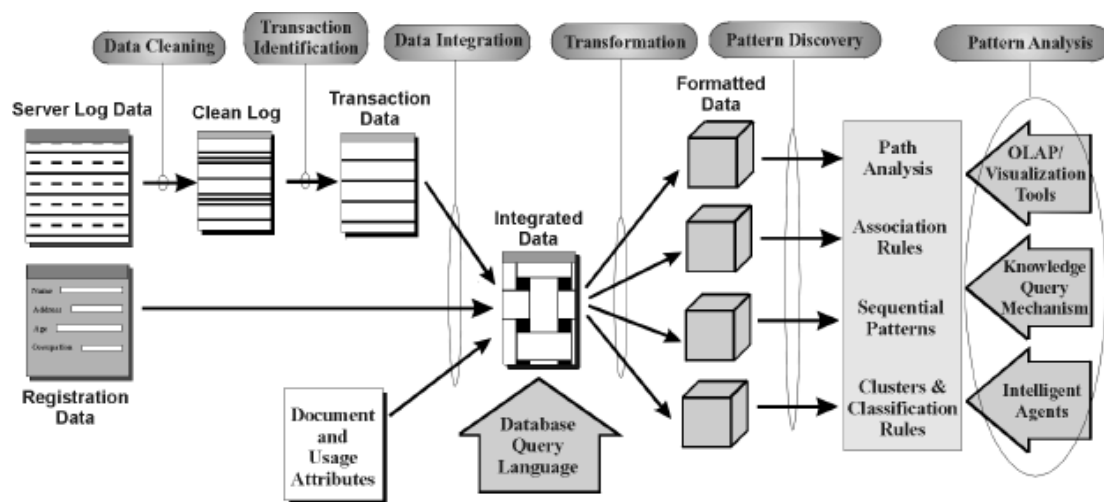 Data Cleaning
Transaction
Identification
Data Integration
Transformation
Pattern Discovery
Pattern Analysis
Server Log Data
Clean Log
Transaction
Data
Formatted
Data
Integrated
Data
Name
Address
Age
Occupation
Registration
Data
Document
and
Usage
Attributes
Database
Query
Language
Path
Analysis
Association
Rules
Sequential
Patterns
Clusters &
Classification
Rules
OLAP/
Visualization
Tools
Knowledge
Query
Mechanism
Intelligent
Agents